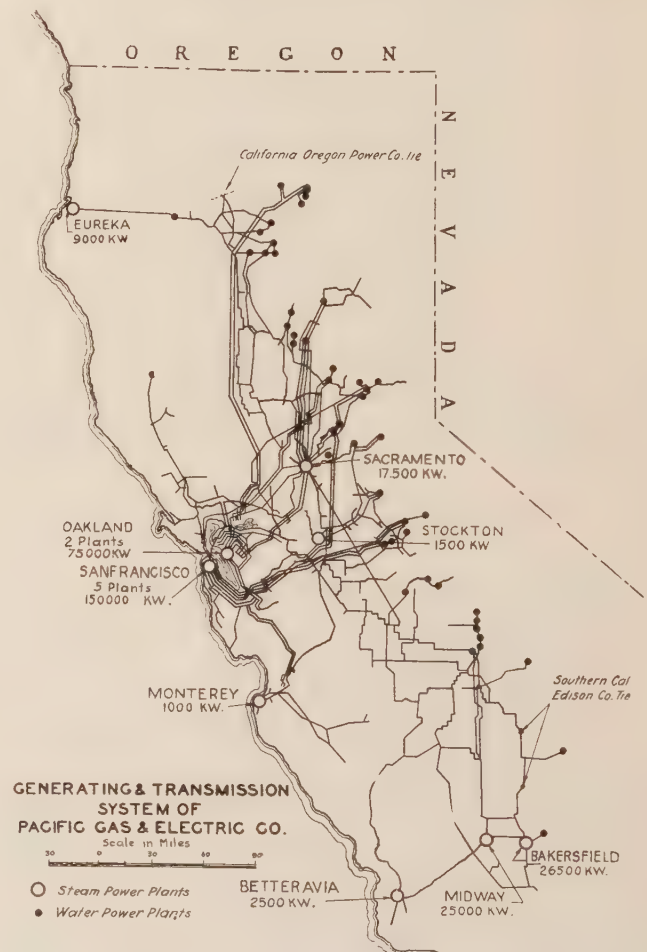 OREGON
NEVADA
California Oregon Power Co. Tie
EUREKA
9000 KW
SACRAMENTO
17.500 KW.
OAKLAND
2 Plants
75000KW
STOCKTON
1500 KW
SANFRANCISCO
5 Plants
150000 KW.
MONTEREY
1000 KW.
Southern Cal
Edison Co. Tie
GENERATING & TRANSMISSION
SYSTEM OF
PACIFIC GAS & ELECTRIC CO.
Scale in Miles
30 0 30 60 90
Steam Power Plants
Water Power Plants
BETTERAVIA
2500 KW.
MIDWAY
25000 KW.
BAKERSFIELD
26500 KW.